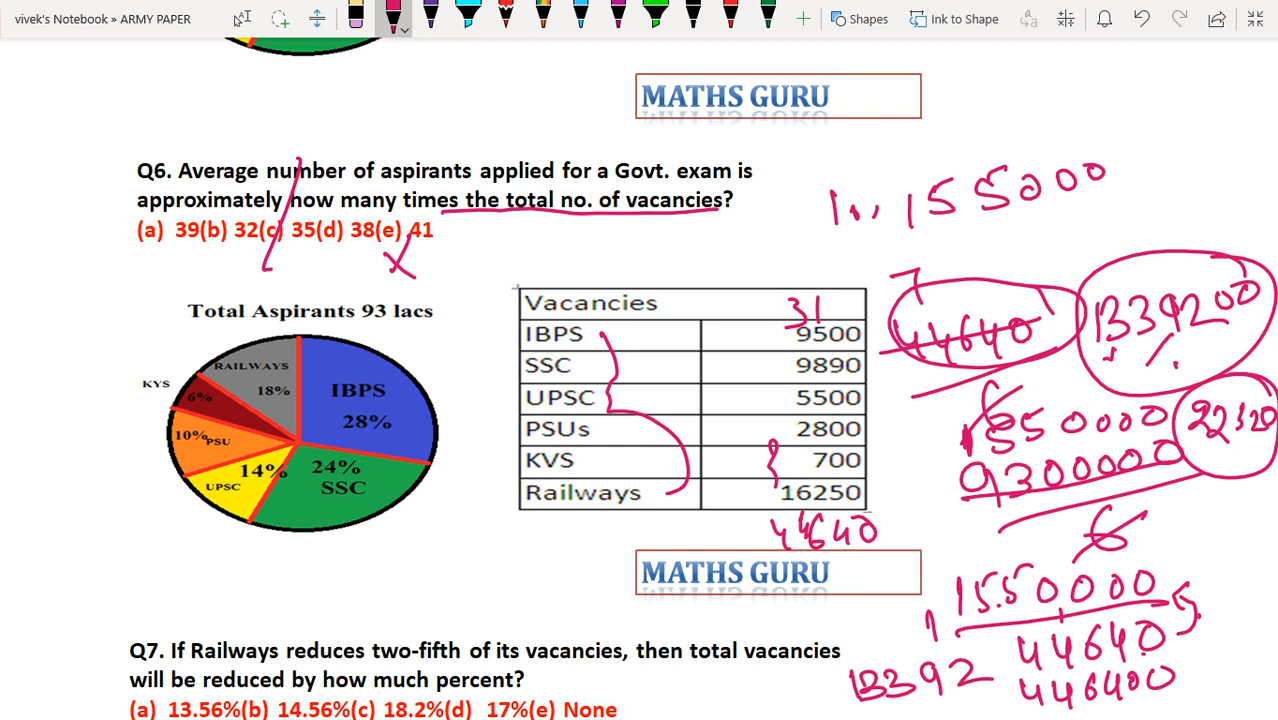 vivek's Notebook » ARMY PAPER
Shapes
Ink to Shape
MATHS GURU
Q6. Average number of aspirants applied for a Govt. exam is
approximately how many times the total no. of vacancies?
(a) 39(b) 32(c) 35(d) 38(e) 41
Total Aspirants 93 lacs
RAILWAYS
18%
KYS
6%
10% PSU
14%
UPSC
24%
SSC
IBPS
28%
Vacancies
31
IBPS 9500
SSC 9890
UPSC 5500
PSUs 2800
KVS 700
Railways 16250
44640
155000
44640
1339200
1550000
22320
9300000
6
1550000
44640
13392
446400
MATHS GURU
Q7. If Railways reduces two-fifth of its vacancies, then total vacancies
will be reduced by how much percent?
(a) 13.56%(b) 14.56%(c) 18.2%(d) 17%(e) None